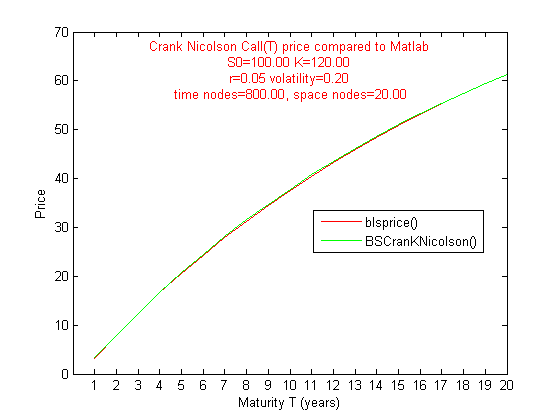 Crank Nicolson Call(T) price compared to Matlab
S0=100.00 K=120.00
r=0.05 volatility=0.20
time nodes=800.00, space nodes=20.00
70
60
50
40
30
20
10
0
Price
blsprice()
BSCranKNicolson()
1 2 3 4 5 6 7 8 9 10 11 12 13 14 15 16 17 18 19 20
Maturity T (years)